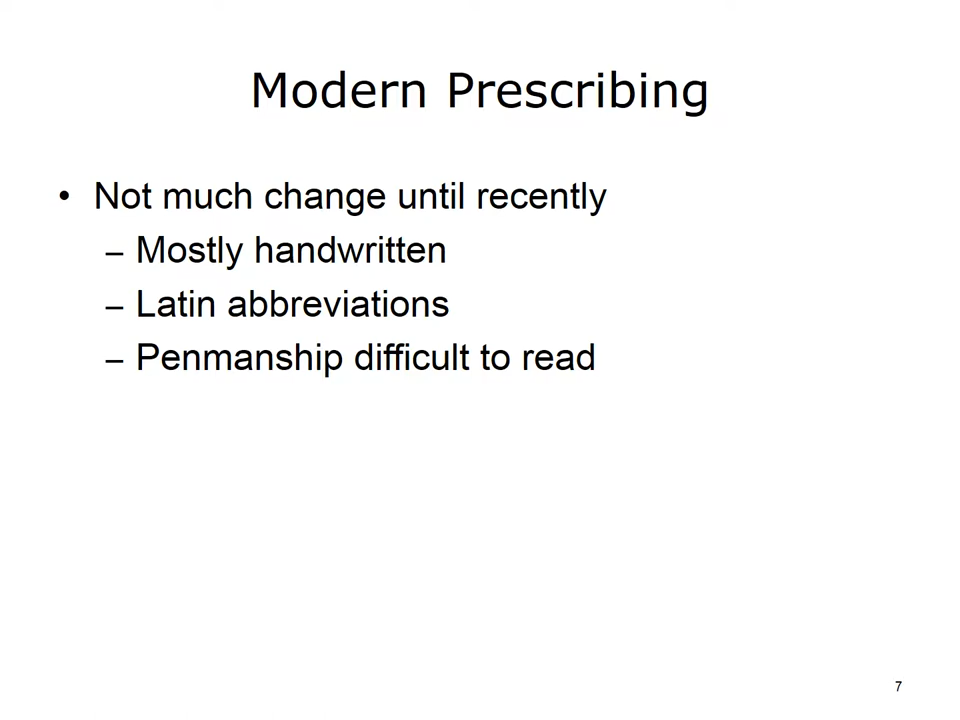 Modern Prescribing
• Not much change until recently
– Mostly handwritten
– Latin abbreviations
– Penmanship difficult to read
7